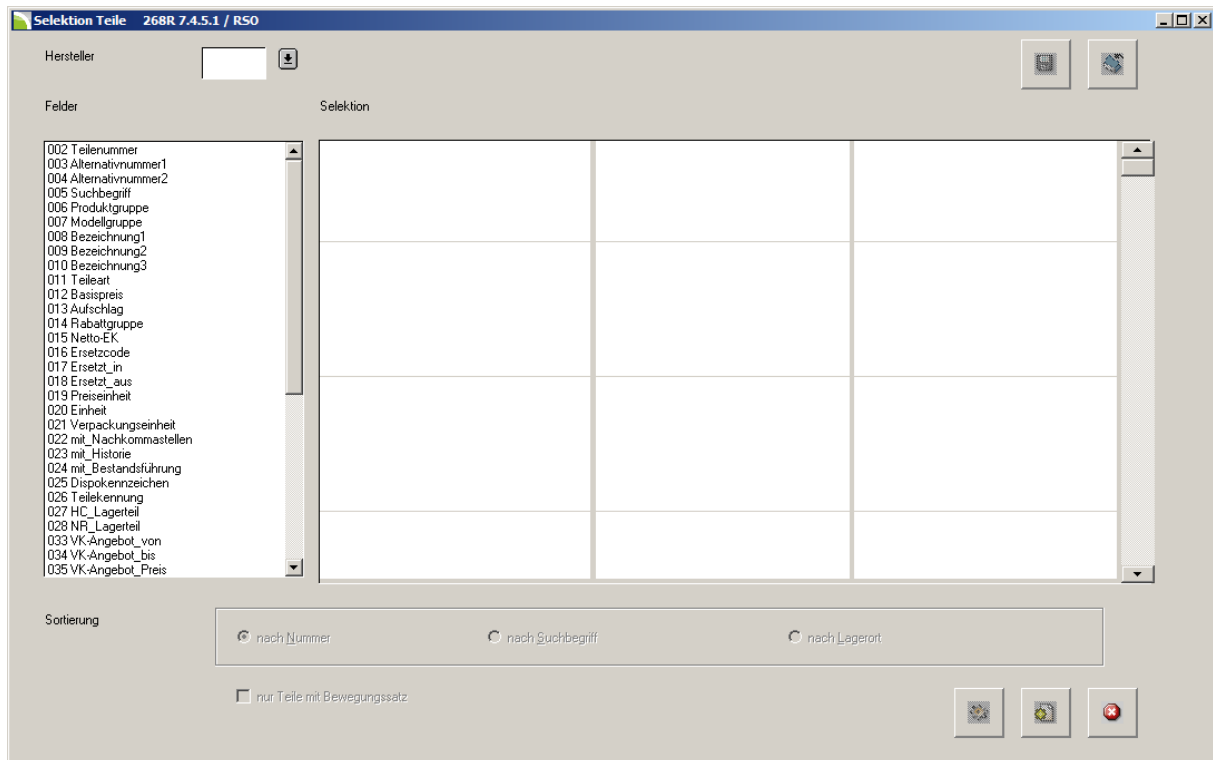 Selektion Teile 268R 7.4.5.1 / RSO
Hersteller
Felder
Selektion
002 Teilenummer
003 Alternativnummer1
004 Alternativnummer2
005 Suchbegriff
006 Produktgruppe
007 Modellgruppe
008 Bezeichnung1
009 Bezeichnung2
010 Bezeichnung3
011 Teileart
012 Basispreis
013 Aufschlag
014 Rabattgruppe
015 Netto-EK
016 Ersetzcode
017 Ersetzt_in
018 Ersetzt_aus
019 Preiseinheit
020 Einheit
021 Verpackungseinheit
022 mit_Nachkommastellen
023 mit_Historie
024 mit_Bestandsführung
025 Dispokennzeichen
026 Teilekennung
027 HC_Lagerteil
028 NR_Lagerteil
033 VK-Angebot_von
034 VK-Angebot_bis
035 VK-Angebot_Preis
Sortierung
nach Nummer
nach Suchbegriff
nach Lagerort
nur Teile mit Bewegungssatz